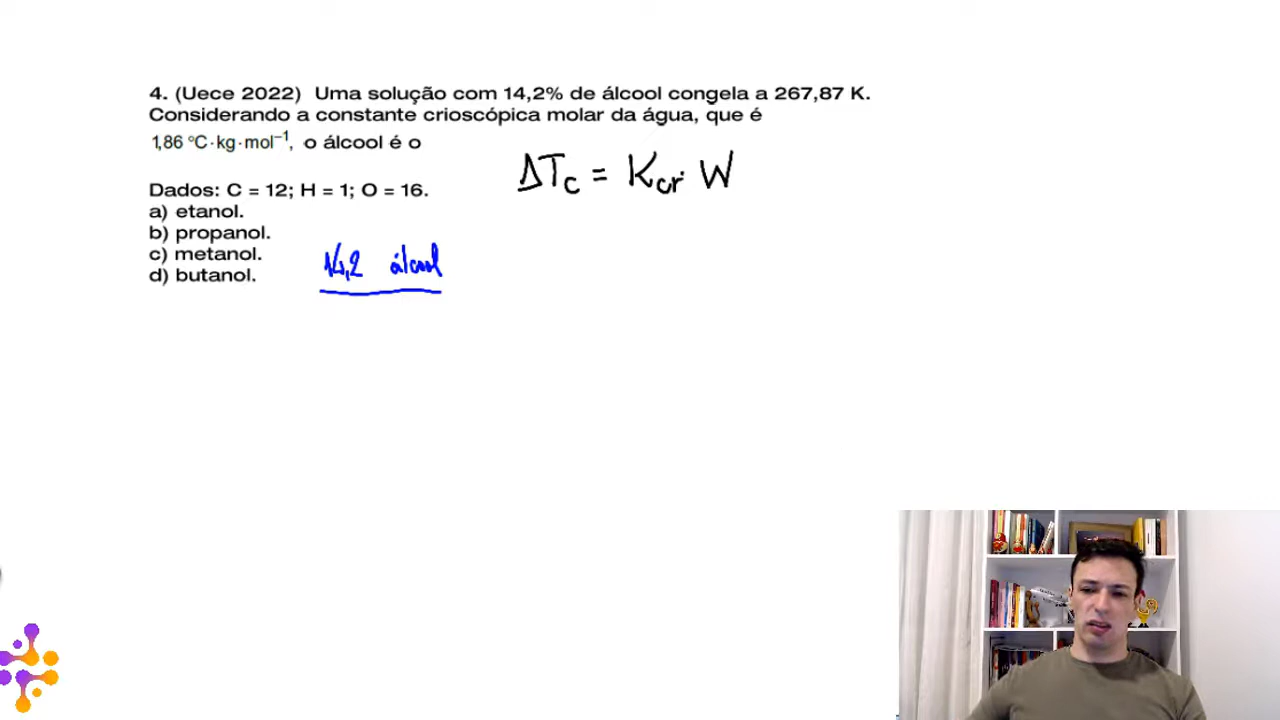 4. (Uece 2022) Uma solução com 14,2% de álcool congela a 267,87 K.
Considerando a constante crioscópica molar da água, que é
1,86 °C·kg·mol⁻¹, o álcool é o
ΔTc = Kcr. W
Dados: C = 12; H = 1; O = 16.
a) etanol.
b) propanol.
c) metanol.
d) butanol.
14,2 álcool